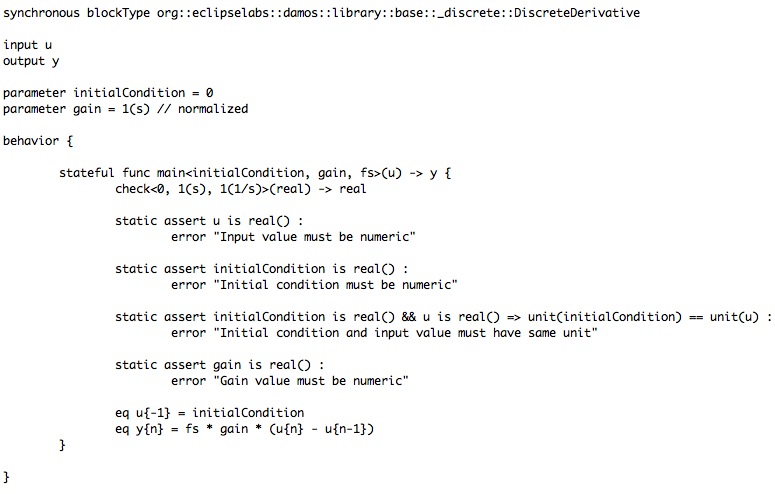 synchronous blockType org::eclipselabs::damos::library::base::_discrete::DiscreteDerivative
input u
output y
parameter initialCondition = 0
parameter gain = 1(s) // normalized
behavior {
stateful func main<initialCondition, gain, fs>(u) -> y {
check<0, 1(s), 1(1/s)>(real) -> real
static assert u is real() :
error "Input value must be numeric"
static assert initialCondition is real() :
error "Initial condition must be numeric"
static assert initialCondition is real() && u is real() => unit(initialCondition) == unit(u) :
error "Initial condition and input value must have same unit"
static assert gain is real() :
error "Gain value must be numeric"
eq u{-1} = initialCondition
eq y{n} = fs * gain * (u{n} - u{n-1})
}
}